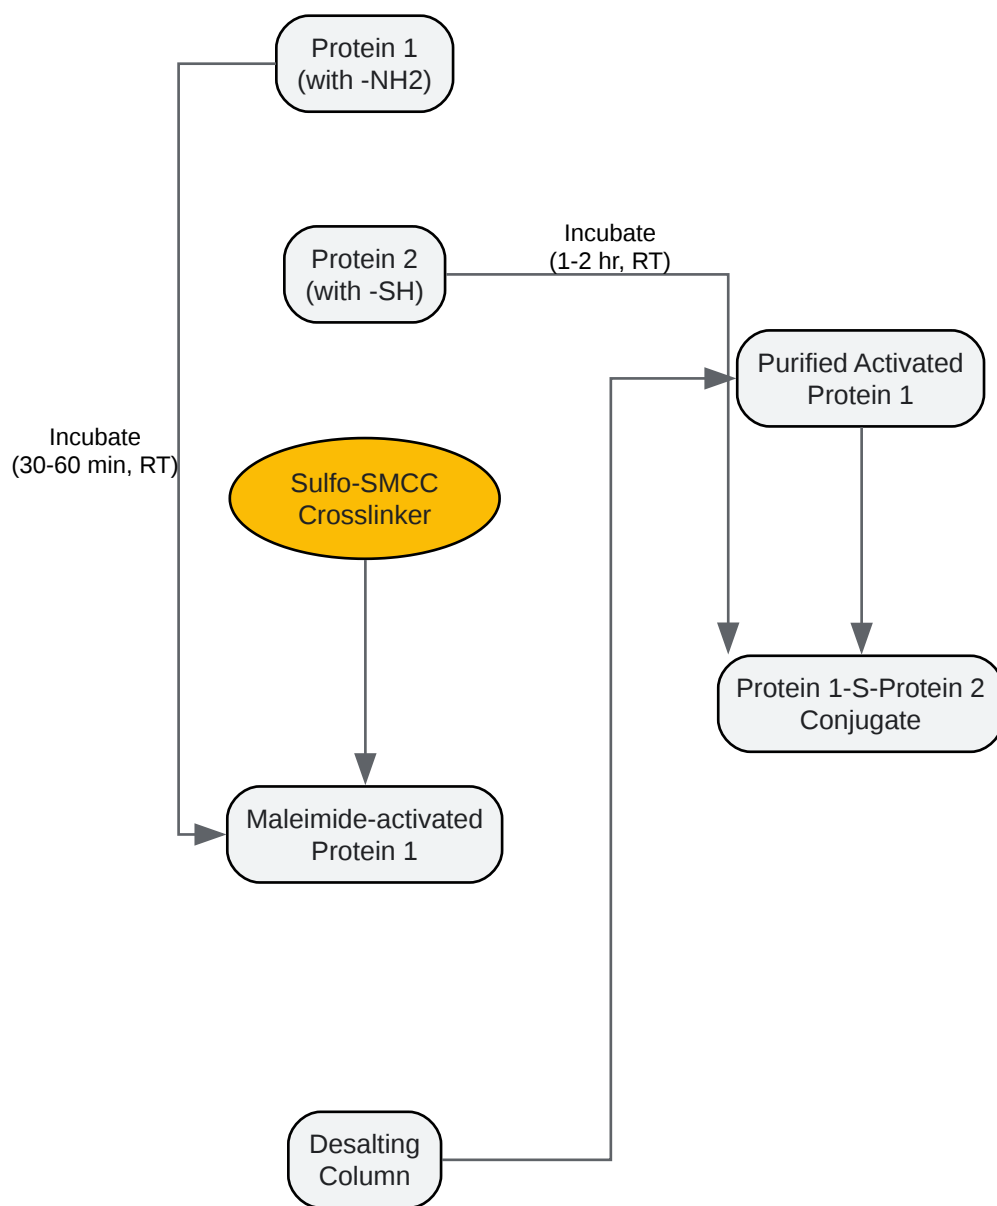 Protein 1
(with -NH2)
Protein 2
(with -SH)
Incubate
(1-2 hr, RT)
Purified Activated
Protein 1
Incubate
(30-60 min, RT)
Sulfo-SMCC
Crosslinker
Protein 1-S-Protein 2
Conjugate
Maleimide-activated
Protein 1
Desalting
Column